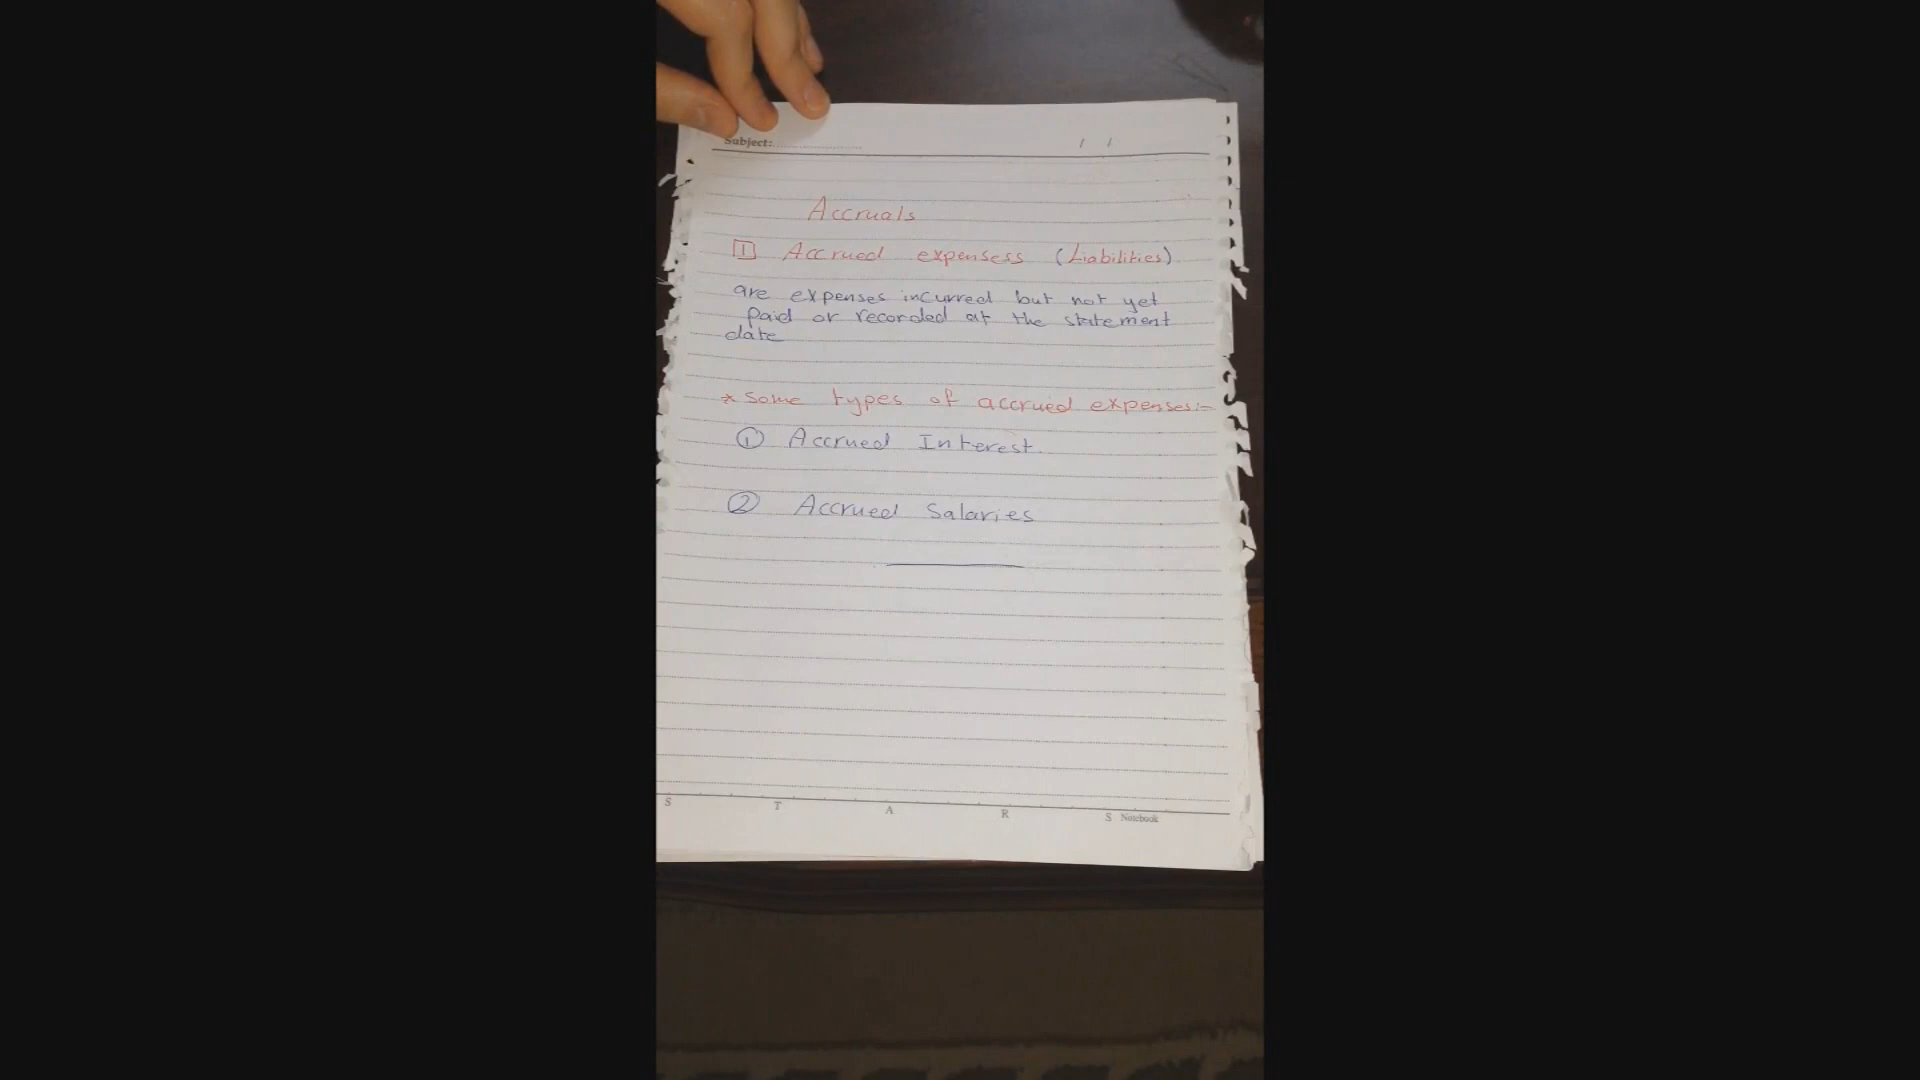 Subject:
/ /
Accruals
1 Accrued expensess (Liabilities)
are expenses incurred but not yet
paid or recorded at the statement
date
* Some types of accrued expenses:-
① Accrued Interest.
② Accrued Salaries
S T A R S Notebook